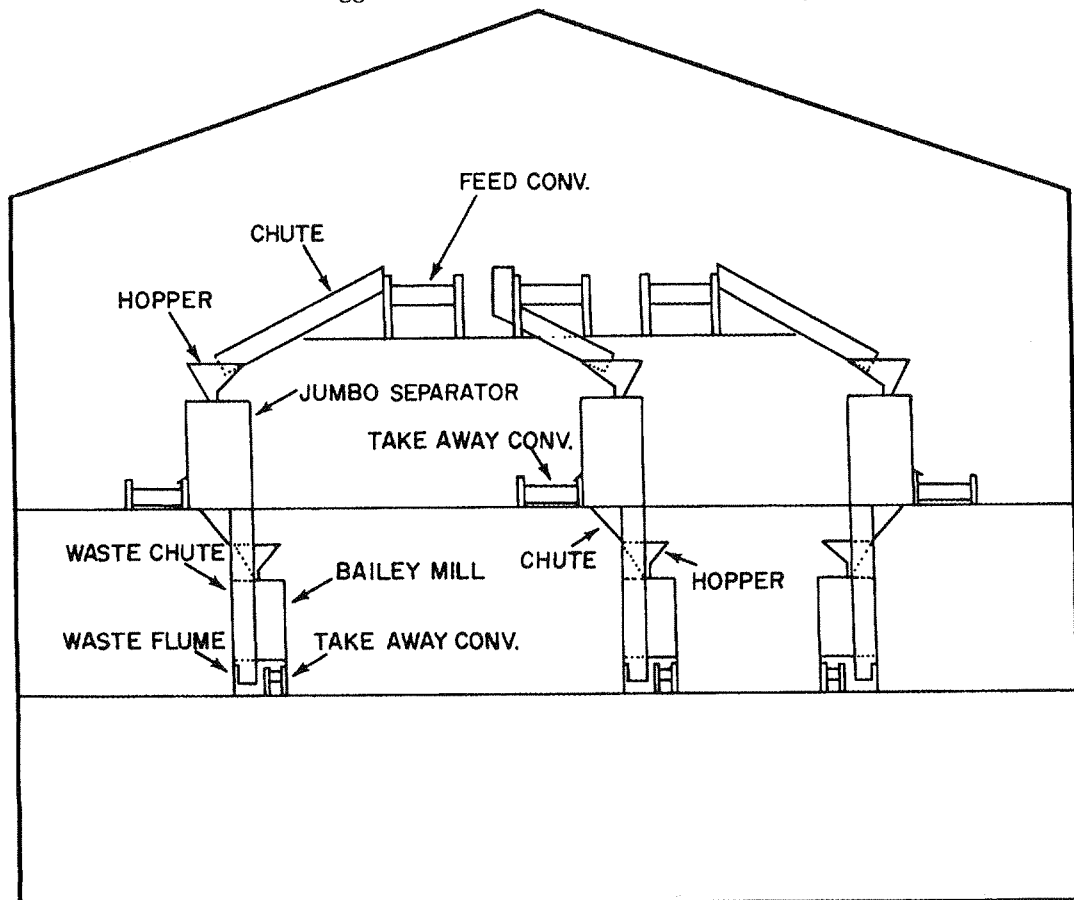 FEED CONV.
CHUTE
HOPPER
JUMBO SEPARATOR
TAKE AWAY CONV.
WASTE CHUTE
BAILEY MILL
CHUTE
HOPPER
WASTE FLUME
TAKE AWAY CONV.